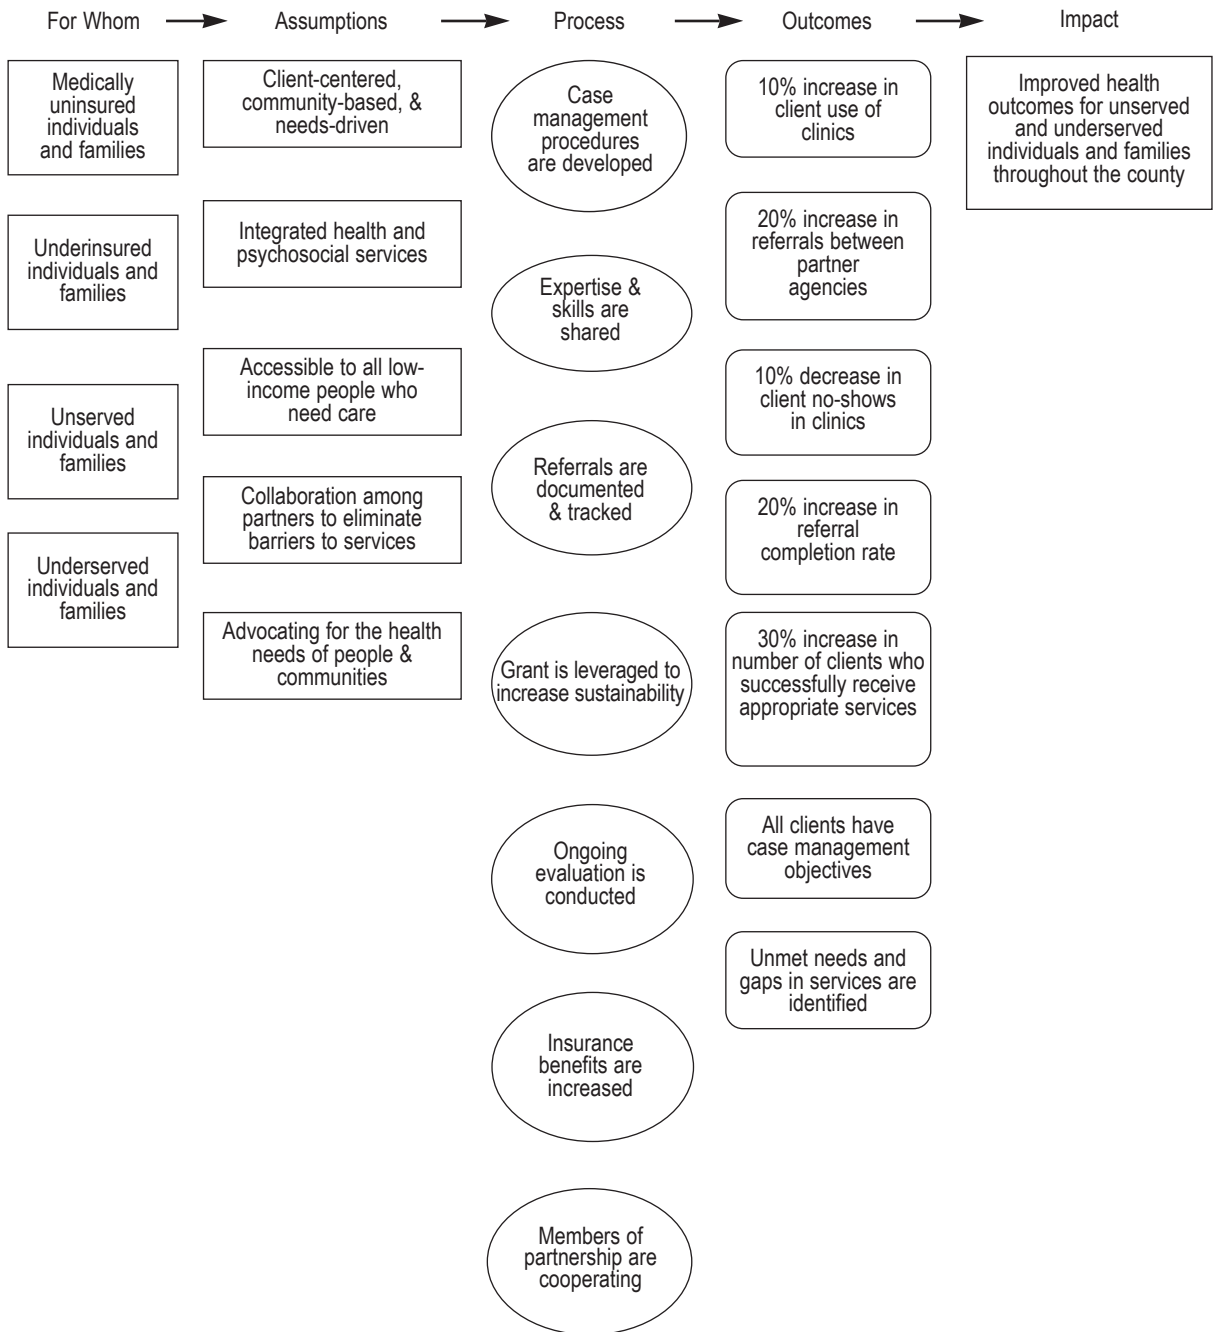 For Whom
Assumptions
Process
Outcomes
Impact
Medically
uninsured
individuals
and families
Underinsured
individuals and
families
Unserved
individuals and
families
Underserved
individuals and
families
Client-centered,
community-based, &
needs-driven
Integrated health and
psychosocial services
Accessible to all low-
income people who
need care
Collaboration among
partners to eliminate
barriers to services
Advocating for the health
needs of people &
communities
Case
management
procedures
are developed
Expertise &
skills are
shared
Referrals are
documented
& tracked
Grant is leveraged to
increase sustainability
Ongoing
evaluation is
conducted
Insurance
benefits are
increased
Members of
partnership are
cooperating
10% increase in
client use of
clinics
20% increase in
referrals between
partner
agencies
10% decrease in
client no-shows
in clinics
20% increase in
referral
completion rate
30% increase in
number of clients who
successfully receive
appropriate services
All clients have
case management
objectives
Unmet needs and
gaps in services are
identified
Improved health
outcomes for unserved
and underserved
individuals and families
throughout the county